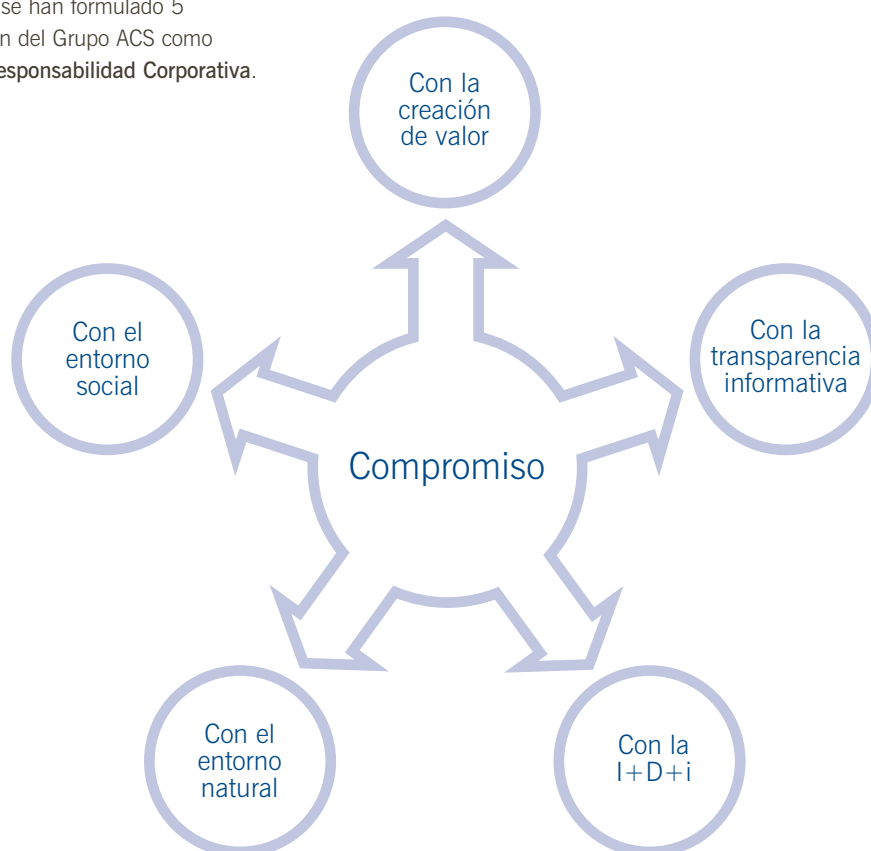 se han formulado 5
n del Grupo ACS como
esponsabilidad Corporativa.
Con la
creación
de valor
Con el
entorno
social
Con la
transparencia
informativa
Compromiso
Con el
entorno
natural
Con la
I+D+i